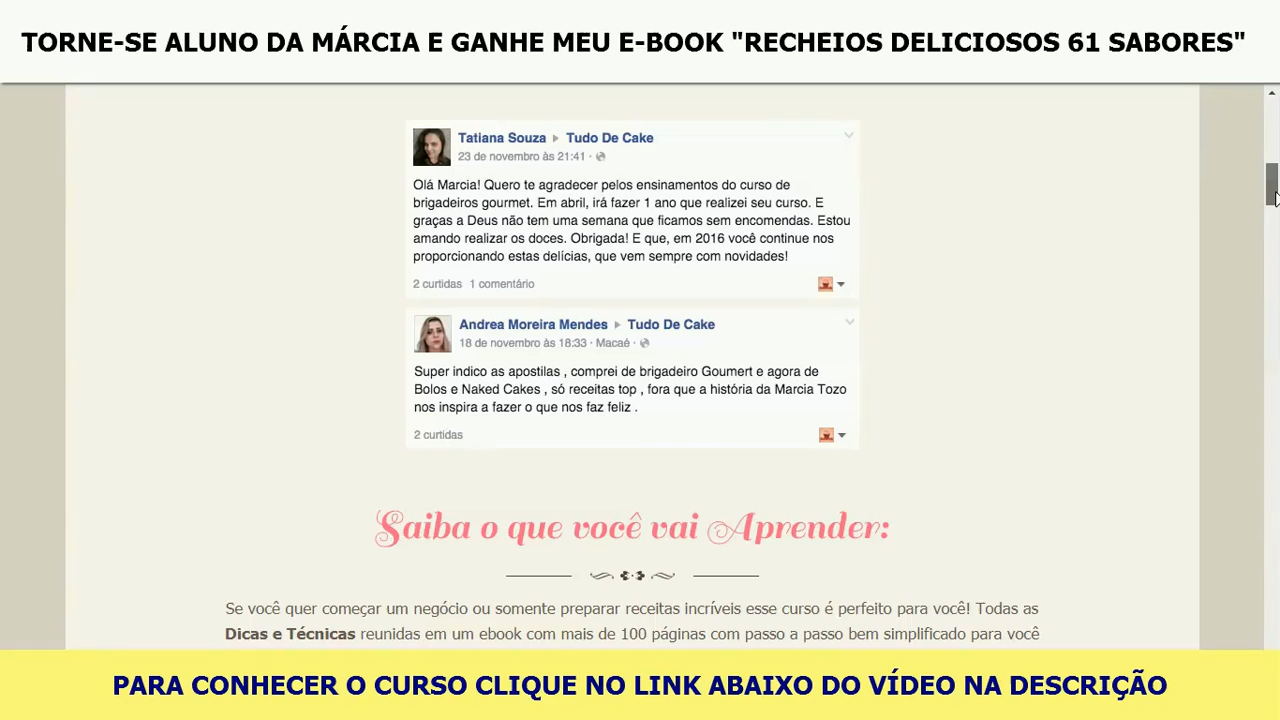 TORNE-SE ALUNO DA MÁRCIA E GANHE MEU E-BOOK "RECHEIOS DELICIOSOS 61 SABORES"
Tatiana Souza ▸ Tudo De Cake
23 de novembro às 21:41 ·
Olá Marcia! Quero te agradecer pelos ensinamentos do curso de
brigadeiros gourmet. Em abril, irá fazer 1 ano que realizei seu curso. E
graças a Deus não tem uma semana que ficamos sem encomendas. Estou
amando realizar os doces. Obrigada! E que, em 2016 você continue nos
proporcionando estas delícias, que vem sempre com novidades!
2 curtidas 1 comentário
Andrea Moreira Mendes ▸ Tudo De Cake
18 de novembro às 18:33 · Macaé ·
Super indico as apostilas , comprei de brigadeiro Goumert e agora de
Bolos e Naked Cakes , só receitas top , fora que a história da Marcia Tozo
nos inspira a fazer o que nos faz feliz .
2 curtidas
Saiba o que você vai Aprender:
Se você quer começar um negócio ou somente preparar receitas incríveis esse curso é perfeito para você! Todas as
Dicas e Técnicas reunidas em um ebook com mais de 100 páginas com passo a passo bem simplificado para você
PARA CONHECER O CURSO CLIQUE NO LINK ABAIXO DO VÍDEO NA DESCRIÇÃO